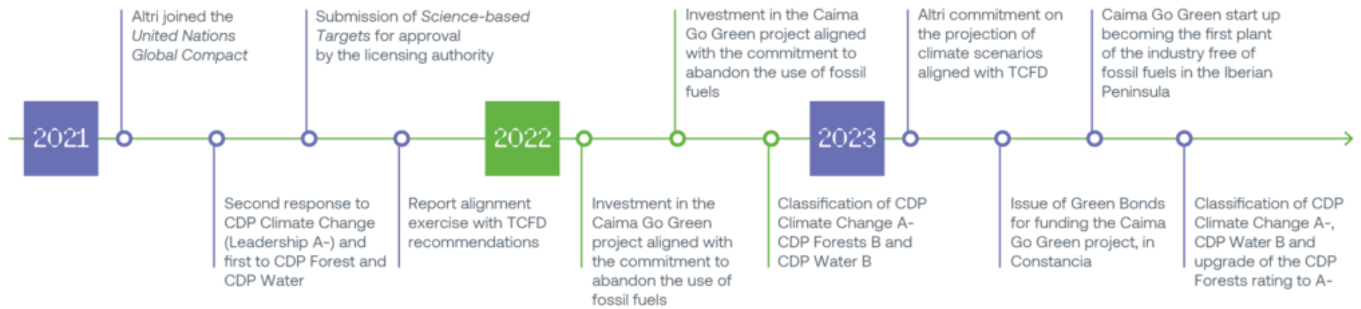 2021
Altri joined the
United Nations
Global Compact
Second response to
CDP Climate Change
(Leadership A-) and
first to CDP Forest and
CDP Water
Submission of Science-based
Targets for approval
by the licensing authority
Report alignment
exercise with TCFD
recommendations
2022
Investment in the
Caima Go Green
project aligned with
the commitment to
abandon the use of
fossil fuels
Investment in the Caima
Go Green project aligned
with the commitment to
abandon the use of fossil
fuels
Classification of CDP
Climate Change A-
CDP Forests B and
CDP Water B
2023
Altri commitment on
the projection of
climate scenarios
aligned with TCFD
Issue of Green Bonds
for funding the Caima
Go Green project, in
Constancia
Caima Go Green start up
becoming the first plant
of the industry free of
fossil fuels in the Iberian
Peninsula
Classification of CDP
Climate Change A-,
CDP Water B and
upgrade of the CDP
Forests rating to A-